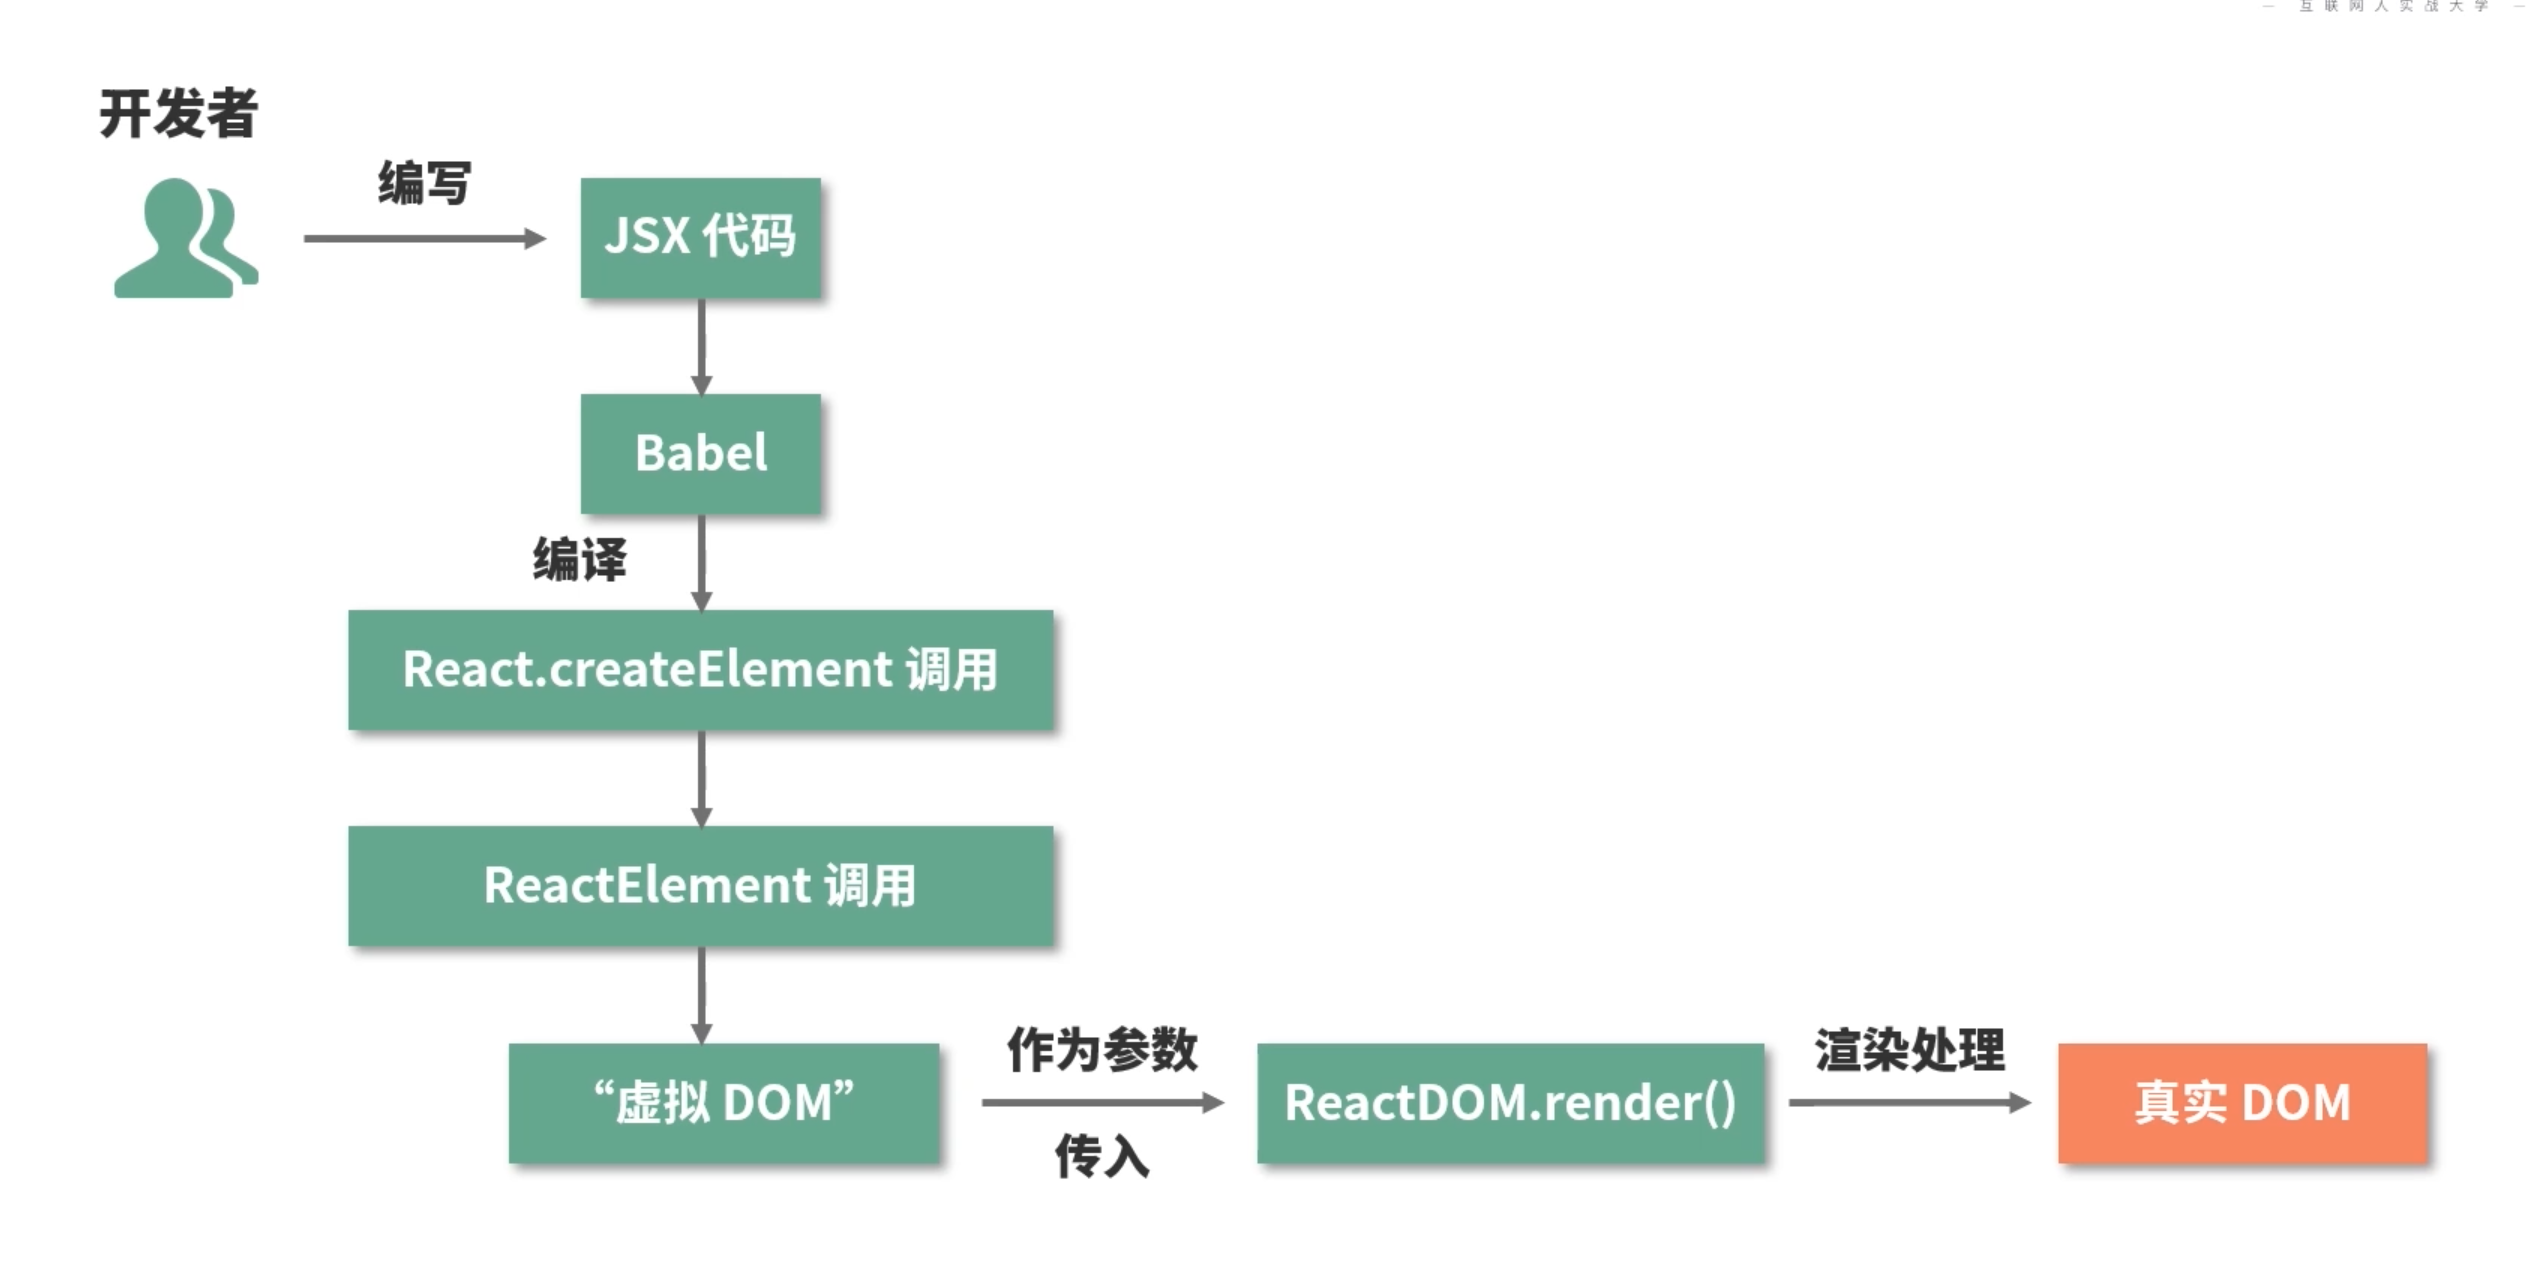 — 互联网人实战大学 —
开发者
编写
JSX 代码
Babel
编译
React.createElement 调用
ReactElement 调用
“虚拟 DOM”
作为参数
传入
ReactDOM.render()
渲染处理
真实 DOM